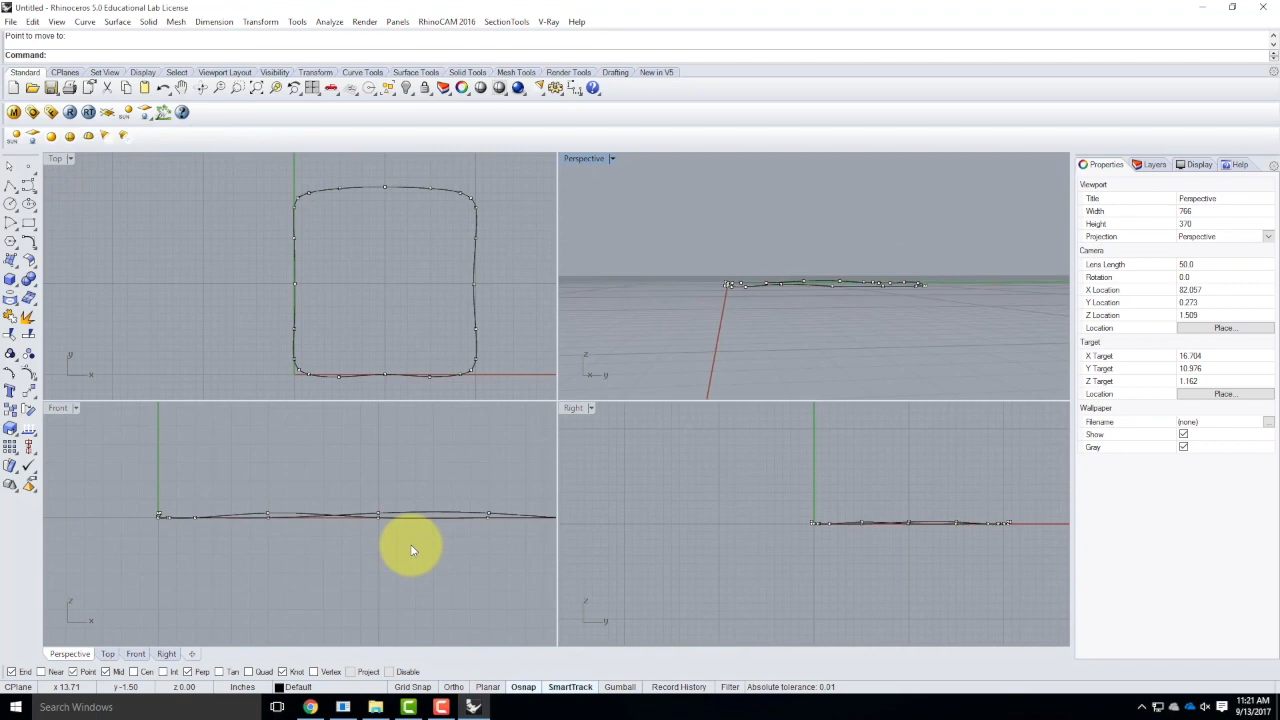 Untitled - Rhinoceros 5.0 Educational Lab License
File Edit View Curve Surface Solid Mesh Dimension Transform Tools Analyze Render Panels RhinoCAM 2016 SectionTools V-Ray Help
Point to move to:
Command:
Standard CPlanes Set View Display Select Viewport Layout Visibility Transform Curve Tools Surface Tools Solid Tools Mesh Tools Render Tools Drafting New in V5
M R RT SUN ?
SUN
Top Perspective
Properties Layers Display Help
Viewport
Title Perspective
Width 766
Height 370
Projection Perspective
Camera
Lens Length 50.0
Rotation 0.0
X Location 82.057
Y Location 0.273
Z Location 1.509
Location Place...
Target
X Target 16.704
Y Target 10.976
Z Target 1.162
Location Place...
Wallpaper
Filename (none) ...
Show
Gray
y x
z x y
Front Right
z x
z y
Perspective Top Front Right
End Near Point Mid Cen Int Perp Tan Quad Knot Vertex Project Disable
CPlane x 13.71 y -1.50 z 0.00 Inches Default Grid Snap Ortho Planar Osnap SmartTrack Gumball Record History Filter Absolute tolerance: 0.01
Search Windows
11:21 AM
9/13/2017